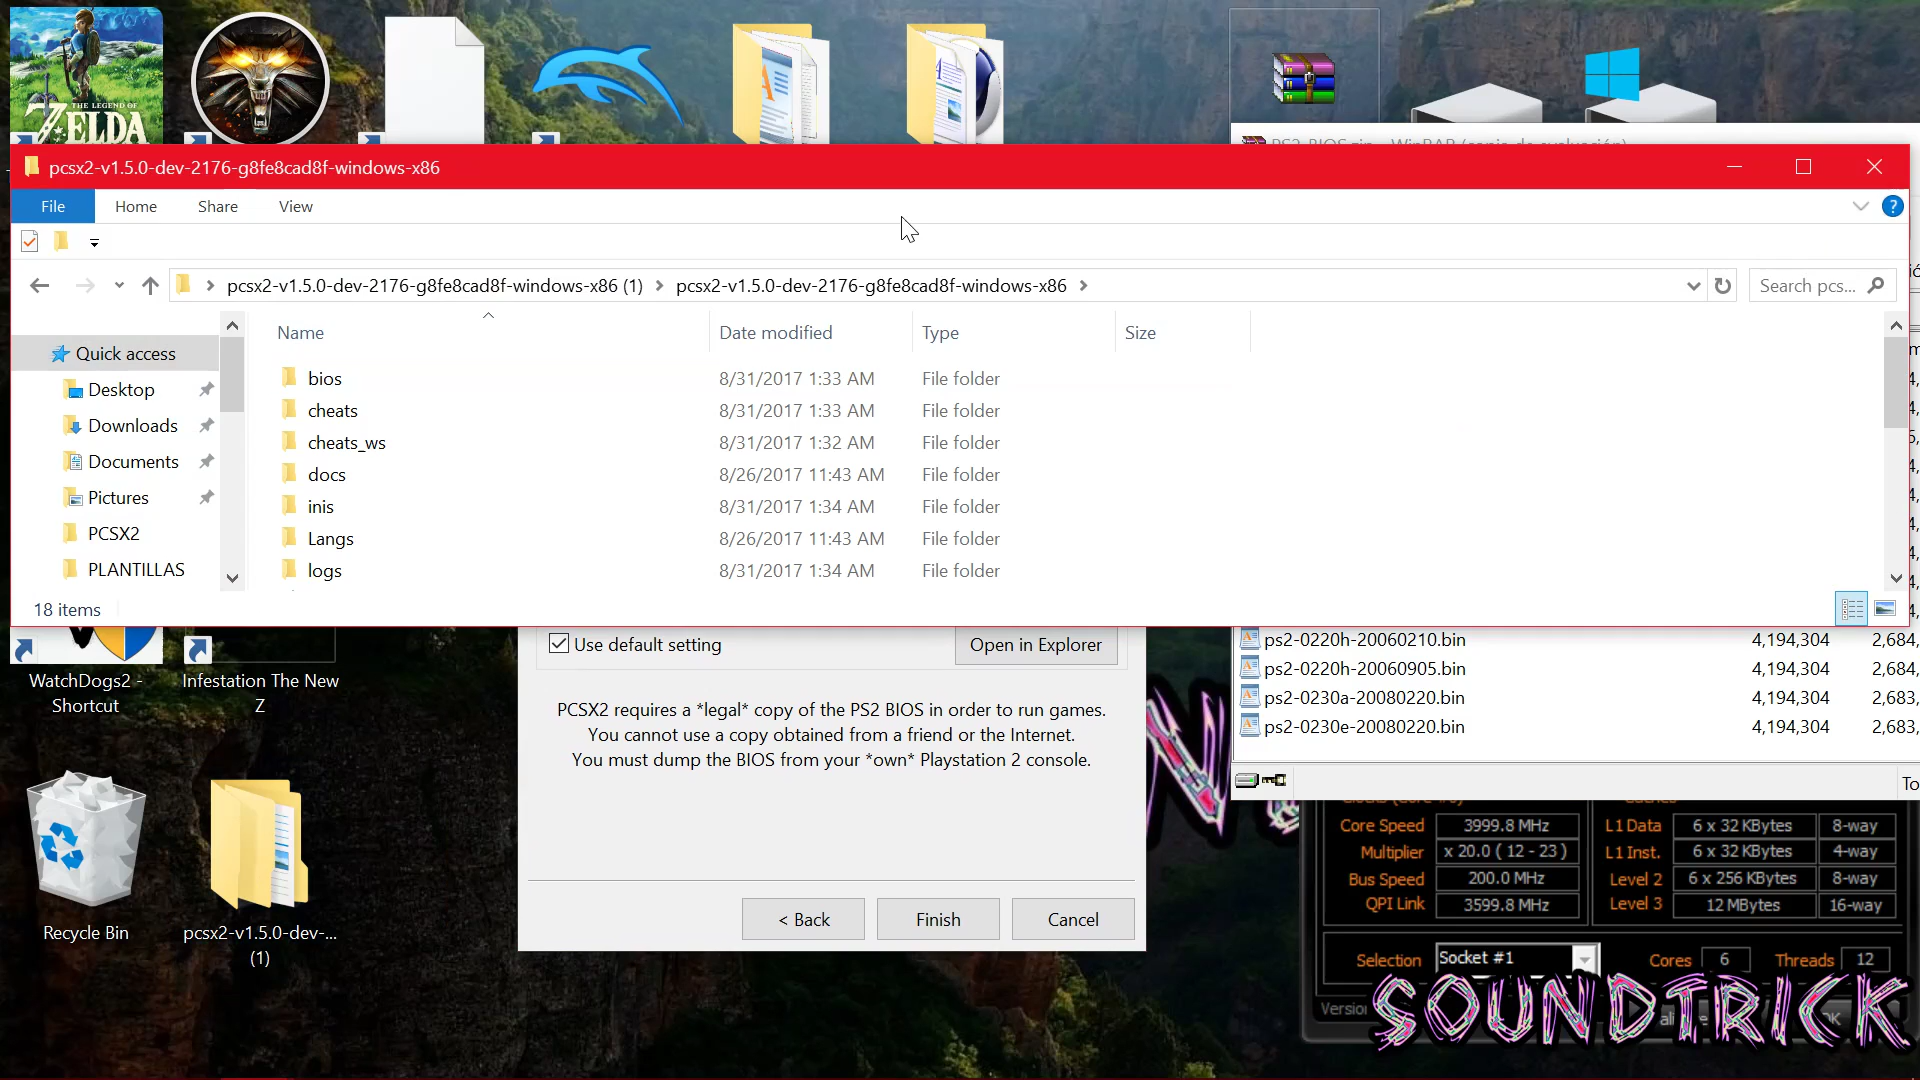 THE LEGEND OF
ZELDA
pcsx2-v1.5.0-dev-2176-g8fe8cad8f-windows-x86
File Home Share View
pcsx2-v1.5.0-dev-2176-g8fe8cad8f-windows-x86 (1) pcsx2-v1.5.0-dev-2176-g8fe8cad8f-windows-x86 Search pcs...
Name Date modified Type Size
Quick access
Desktop
Downloads
Documents
Pictures
PCSX2
PLANTILLAS
bios 8/31/2017 1:33 AM File folder
cheats 8/31/2017 1:33 AM File folder
cheats_ws 8/31/2017 1:32 AM File folder
docs 8/26/2017 11:43 AM File folder
inis 8/31/2017 1:34 AM File folder
Langs 8/26/2017 11:43 AM File folder
logs 8/31/2017 1:34 AM File folder
18 items
WatchDogs2 -
Shortcut
Infestation The New
Z
Recycle Bin
pcsx2-v1.5.0-dev-...
(1)
Use default setting Open in Explorer
PCSX2 requires a *legal* copy of the PS2 BIOS in order to run games.
You cannot use a copy obtained from a friend or the Internet.
You must dump the BIOS from your *own* Playstation 2 console.
< Back Finish Cancel
ps2-0220h-20060210.bin 4,194,304 2,684,
ps2-0220h-20060905.bin 4,194,304 2,684,
ps2-0230a-20080220.bin 4,194,304 2,683,
ps2-0230e-20080220.bin 4,194,304 2,683,
To
Core Speed 3999.8 MHz L1 Data 6 x 32 KBytes 8-way
Multiplier x 20.0 ( 12 - 23 ) L1 Inst. 6 x 32 KBytes 4-way
Bus Speed 200.0 MHz Level 2 6 x 256 KBytes 8-way
QPI Link 3599.8 MHz Level 3 12 MBytes 16-way
Selection Socket #1 Cores 6 Threads 12
SOUNDTRICK